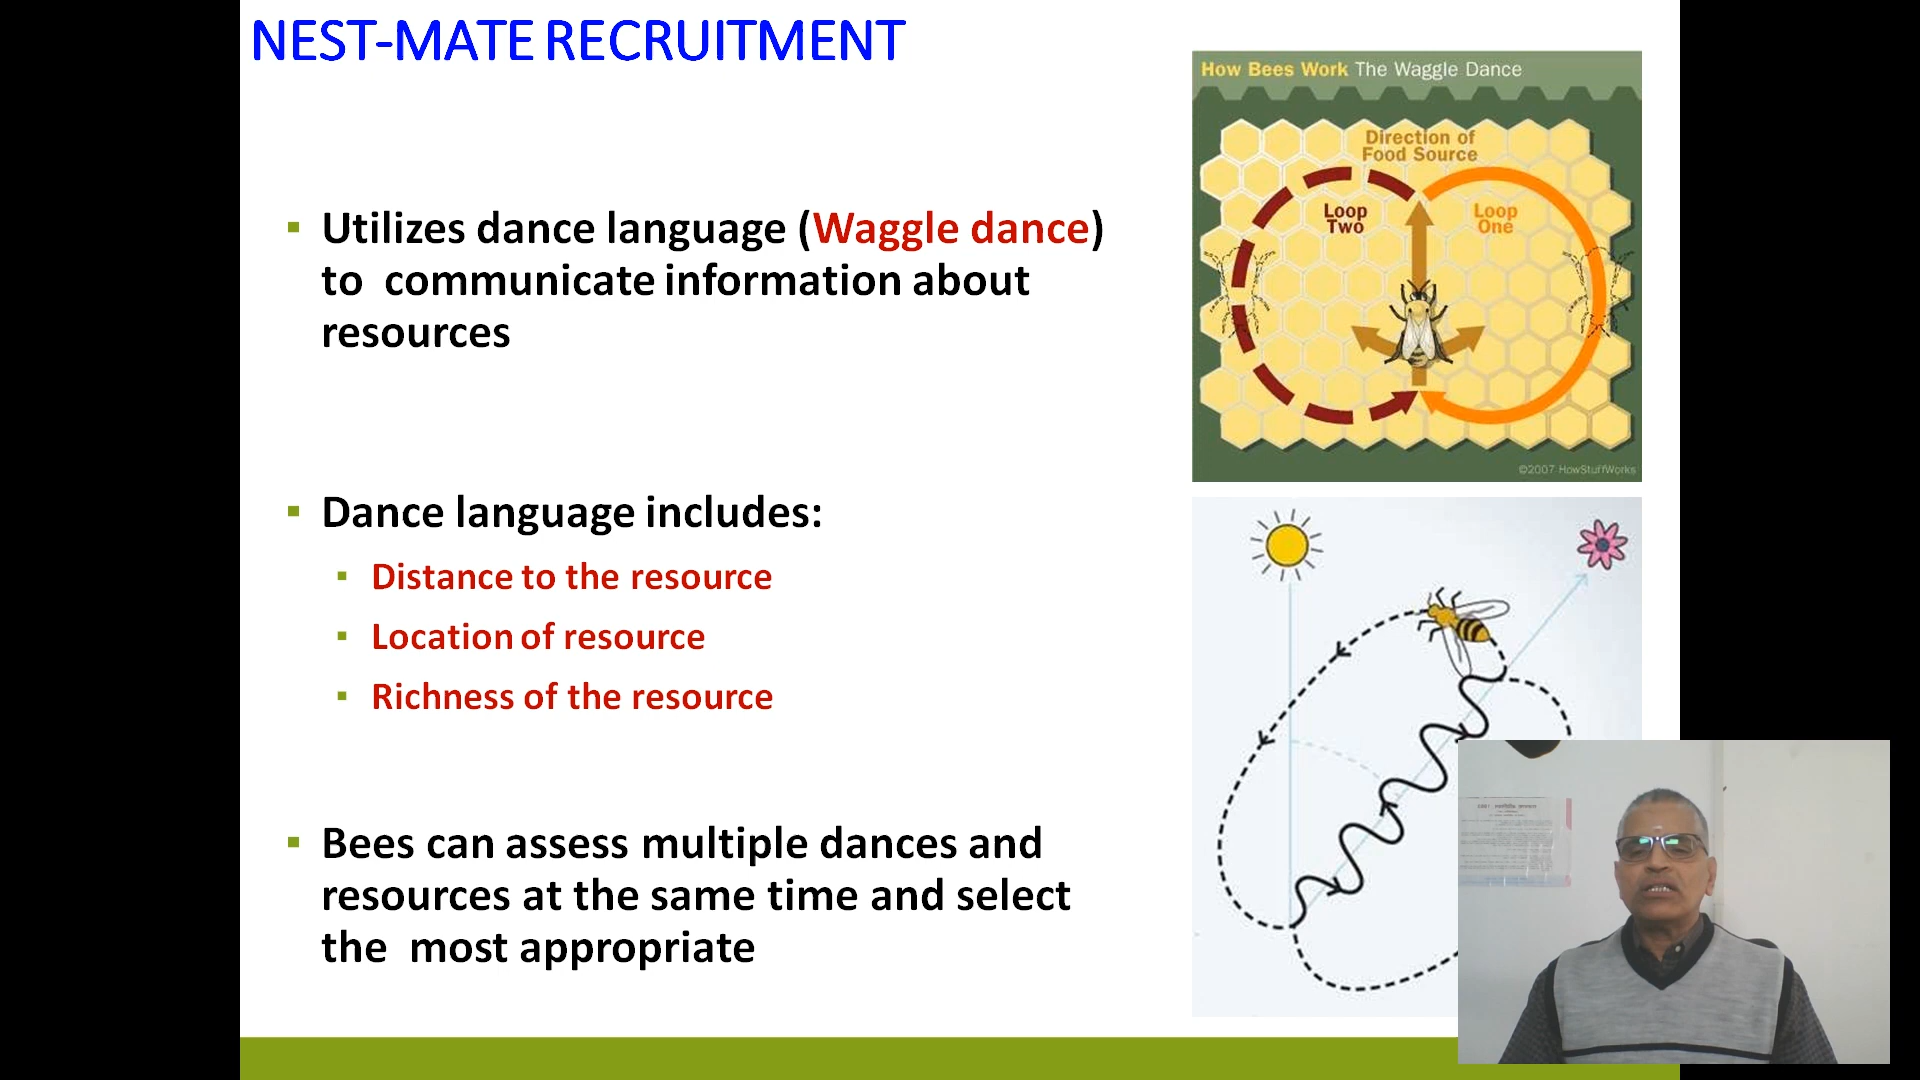 NEST-MATE RECRUITMENT
▪ Utilizes dance language (Waggle dance)
to communicate information about
resources
▪ Dance language includes:
▪ Distance to the resource
▪ Location of resource
▪ Richness of the resource
▪ Bees can assess multiple dances and
resources at the same time and select
the most appropriate
How Bees Work The Waggle Dance
Direction of
Food Source
Loop
Two
Loop
One
©2007 HowStuffWorks